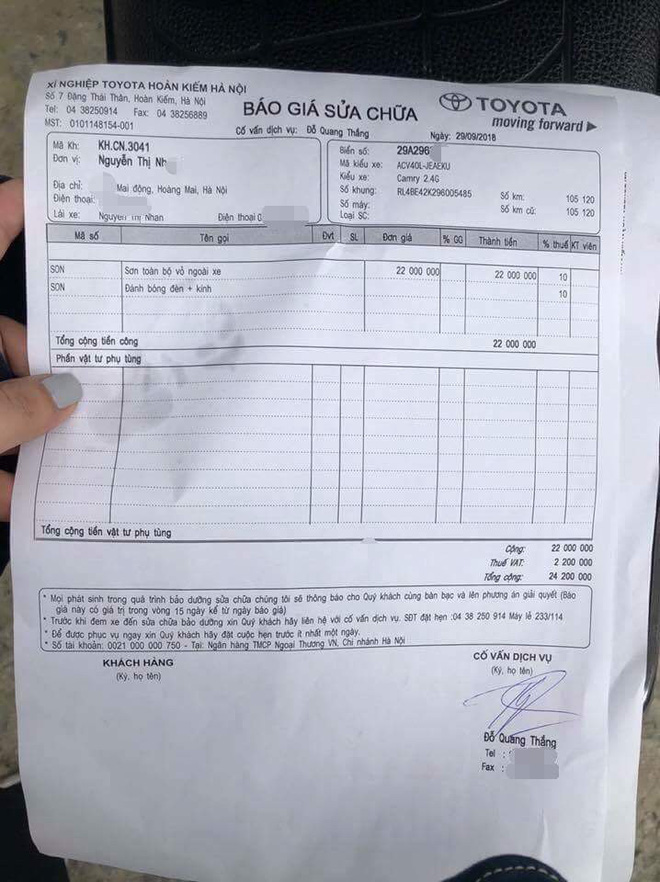 XÍ NGHIỆP TOYOTA HOÀN KIẾM HÀ NỘI
Số 7 Đặng Thái Thân, Hoàn Kiếm, Hà Nội
Tel: 04 38250914 Fax: 04 38256889
MST: 0101148154-001
BÁO GIÁ SỬA CHỮA
Cố vấn dịch vụ: Đỗ Quang Thắng
TOYOTA
moving forward
Ngày: 29/09/2018
Mã Kh: KH.CN.3041
Đơn vị: Nguyễn Thị Nh
Địa chỉ: Mai động, Hoàng Mai, Hà Nội
Điện thoại:
Lái xe: Nguyễn Thị Nhan Điện thoại 0
Biển số: 29A296
Mã kiểu xe: ACV40L-JEAEKU
Kiểu xe: Camry 2.4G
Số khung: RL4BE42K296005485 Số km: 105 120
Số máy: Số km cũ: 105 120
Loại SC:
Mã số Tên gọi Đvt SL Đơn giá % GG Thành tiền % thuế KT viên
SON Sơn toàn bộ vỏ ngoài xe 22 000 000 22 000 000 10
SON Đánh bóng đèn + kính 10
Tổng cộng tiền công 22 000 000
Phần vật tư phụ tùng
Tổng cộng tiền vật tư phụ tùng
Cộng: 22 000 000
Thuế VAT: 2 200 000
Tổng cộng: 24 200 000
* Mọi phát sinh trong quá trình bảo dưỡng sửa chữa chúng tôi sẽ thông báo cho Quý khách cùng bàn bạc và lên phương án giải quyết (Báo
giá này có giá trị trong vòng 15 ngày kể từ ngày báo giá)
* Trước khi đem xe đến sửa chữa bảo dưỡng xin Quý khách hãy liên hệ với cố vấn dịch vụ. SĐT đặt hẹn :04 38 250 914 Máy lẻ 233/114
* Để được phục vụ ngay xin Quý khách hãy đặt cuộc hẹn trước ít nhất một ngày.
* Số tài khoản: 0021 000 000 750 - Tại: Ngân hàng TMCP Ngoại Thương VN, Chi nhánh Hà Nội
KHÁCH HÀNG
(Ký, họ tên)
CỐ VẤN DỊCH VỤ
(Ký, họ tên)
Đỗ Quang Thắng
Tel :
Fax :